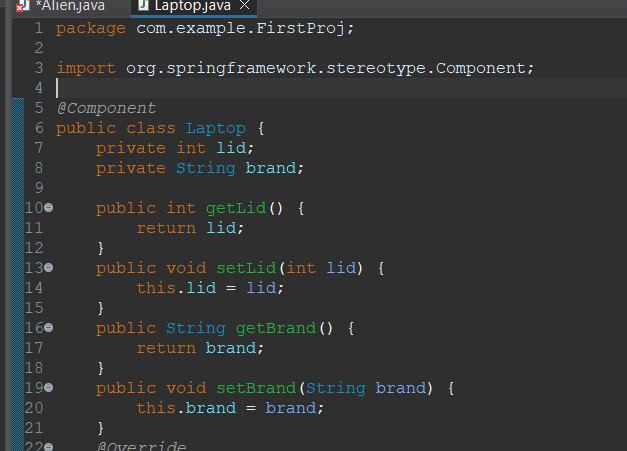 *Alien.java Laptop.java
1 package com.example.FirstProj;
2
3 import org.springframework.stereotype.Component;
4
5 @Component
6 public class Laptop {
7     private int lid;
8     private String brand;
9
10     public int getLid() {
11         return lid;
12     }
13     public void setLid(int lid) {
14         this.lid = lid;
15     }
16     public String getBrand() {
17         return brand;
18     }
19     public void setBrand(String brand) {
20         this.brand = brand;
21     }
22     @Override